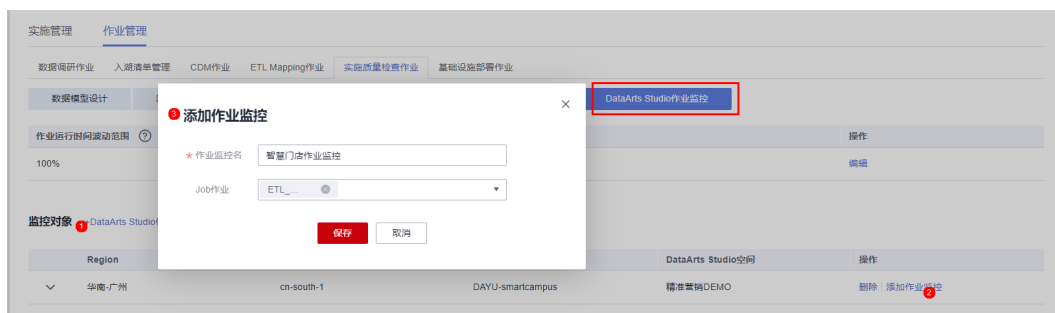 实施管理 作业管理
数据调研作业 入湖清单管理 CDM作业 ETL Mapping作业 实施质量检查作业 基础设施部署作业
数据模型设计 DataArts Studio作业监控
3 添加作业监控 ×
作业运行时间波动范围 ? 操作
100% 编辑
* 作业监控名 智慧门店作业监控
Job作业 ETL_...
保存 取消
监控对象 1 +DataArts Studio
Region DataArts Studio空间 操作
华南-广州 cn-south-1 DAYU-smartcampus 精准营销DEMO 删除 添加作业监控 2